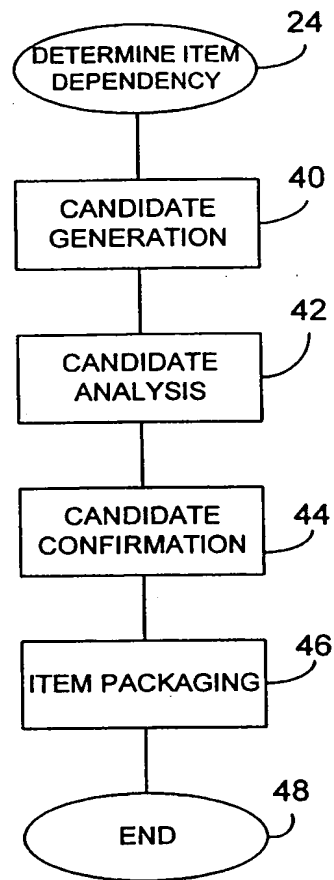 24
DETERMINE ITEM
DEPENDENCY
40
CANDIDATE
GENERATION
42
CANDIDATE
ANALYSIS
CANDIDATE
CONFIRMATION
44
46
ITEM PACKAGING
48
END